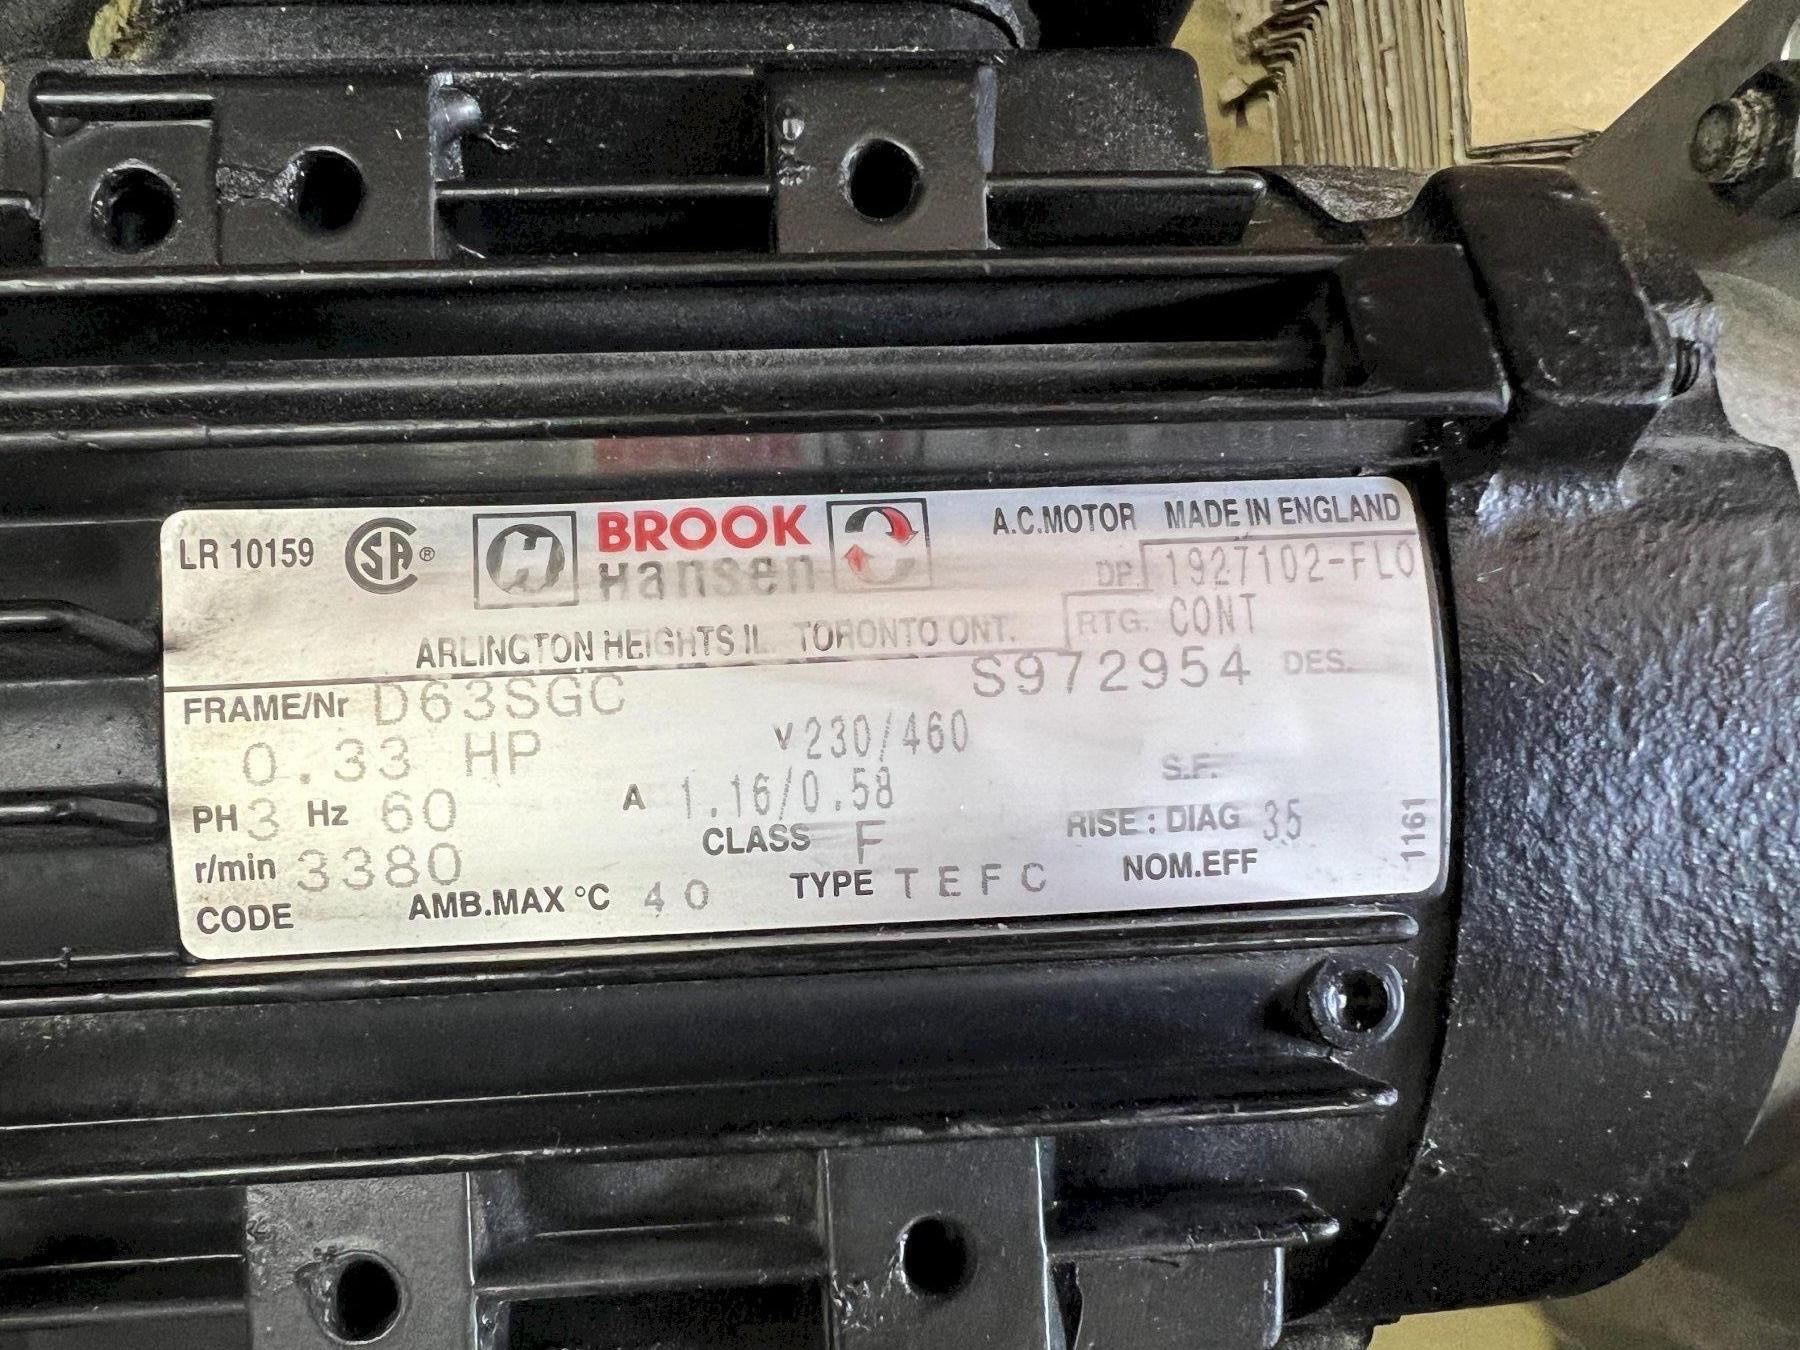 LR 10159 SA® H BROOK A.C.MOTOR MADE IN ENGLAND
Hansen DP. 1927102-FLO
ARLINGTON HEIGHTS IL. TORONTO ONT. RTG. CONT
FRAME/Nr D63SGC S972954 DES.
0.33 HP V 230/460 S.F.
PH 3 Hz 60 A 1.16/0.58
r/min 3380 CLASS F RISE : DIAG 35
CODE AMB.MAX °C 40 TYPE TEFC NOM.EFF
1161